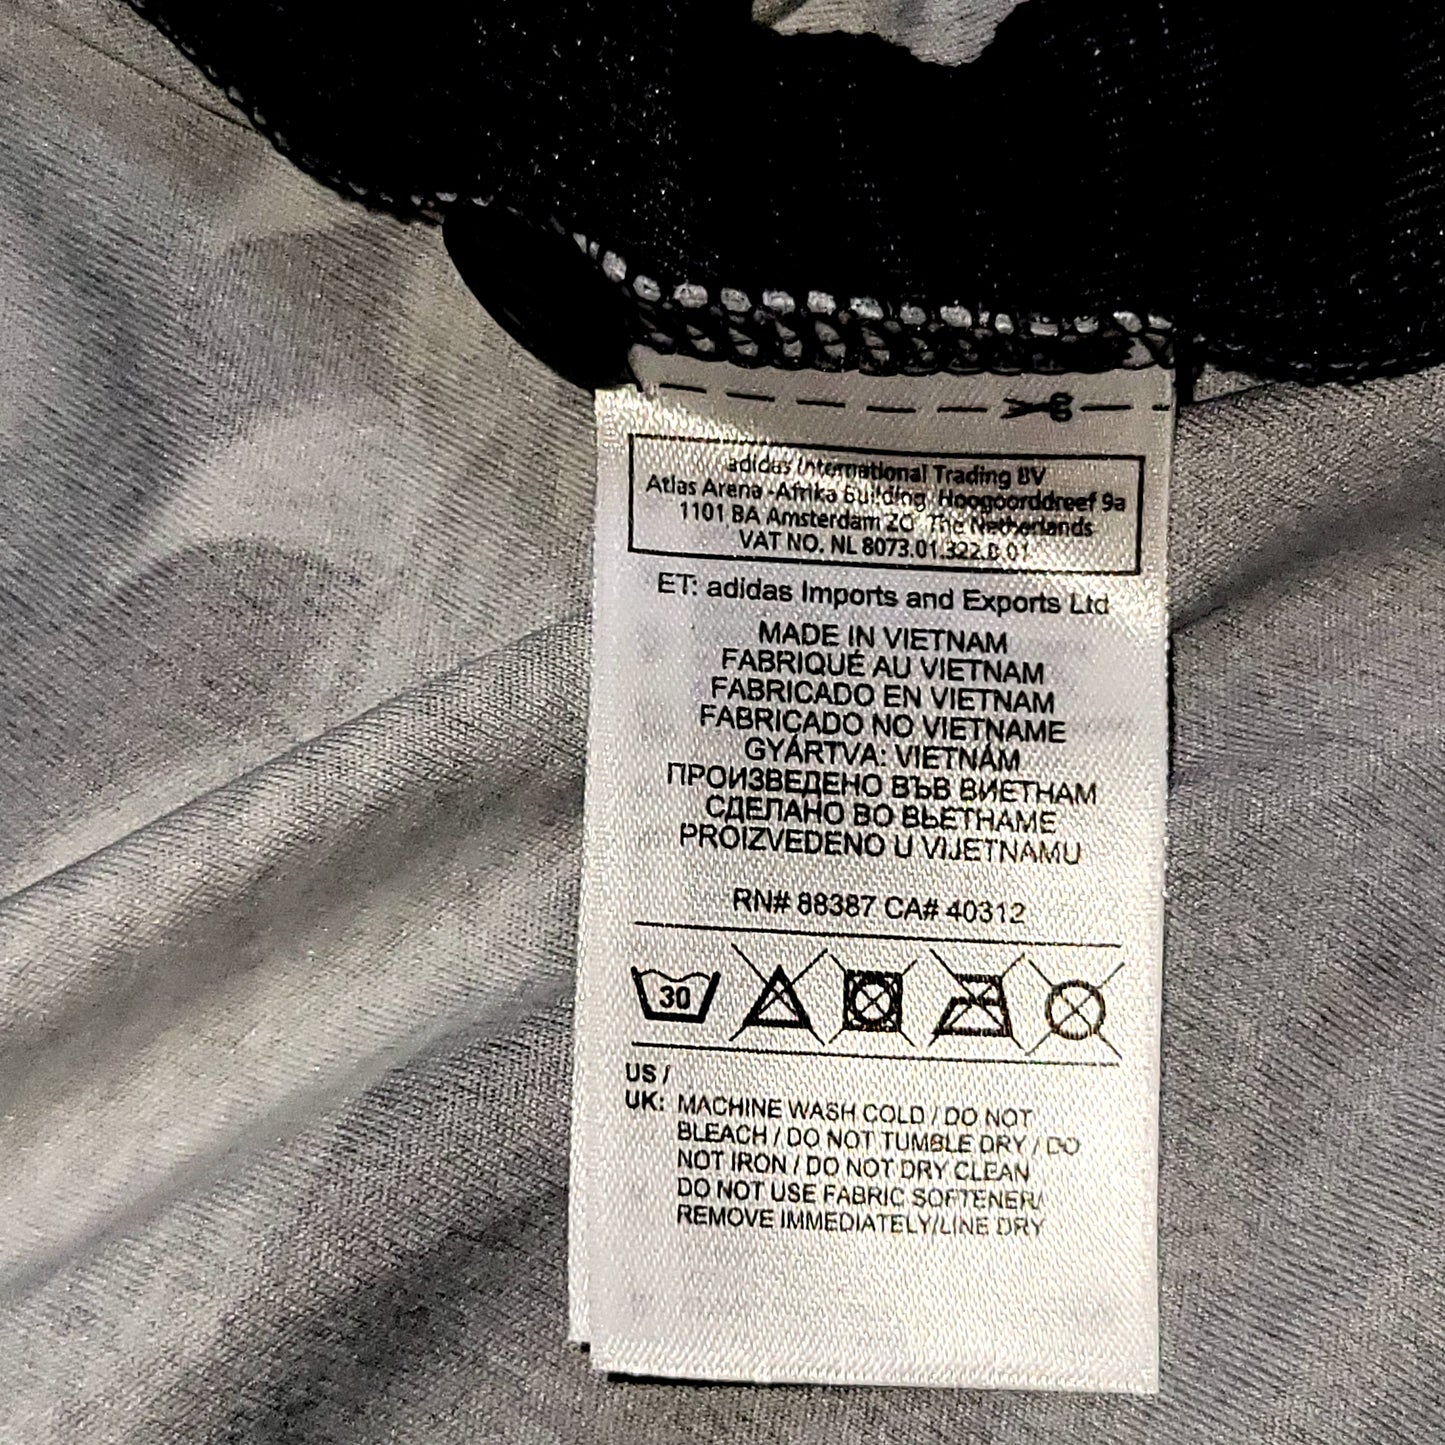 adidas International Trading BV
Atlas Arena - Afrika Building, Hoogoorddreef 9a
1101 BA Amsterdam ZO The Netherlands
VAT NO. NL 8073.01.322.B.01
ET: adidas Imports and Exports Ltd
MADE IN VIETNAM
FABRIQUÉ AU VIETNAM
FABRICADO EN VIETNAM
FABRICADO NO VIETNAME
GYÁRTVA: VIETNÁM
ПРОИЗВЕДЕНО ВЪВ ВИЕТНАМ
СДЕЛАНО ВО ВЬЕТНАМЕ
PROIZVEDENO U VIJETNAMU
RN# 88387 CA# 40312
30
US /
UK: MACHINE WASH COLD / DO NOT
BLEACH / DO NOT TUMBLE DRY / DO
NOT IRON / DO NOT DRY CLEAN
DO NOT USE FABRIC SOFTENER/
REMOVE IMMEDIATELY/LINE DRY